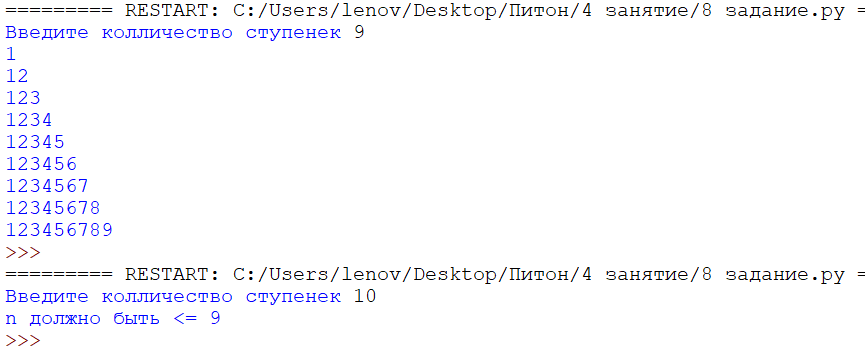 ========= RESTART: C:/Users/lenov/Desktop/Питон/4 занятие/8 задание.py =
Введите колличество ступенек 9
1
12
123
1234
12345
123456
1234567
12345678
123456789
>>>
========= RESTART: C:/Users/lenov/Desktop/Питон/4 занятие/8 задание.py =
Введите колличество ступенек 10
n должно быть <= 9
>>>